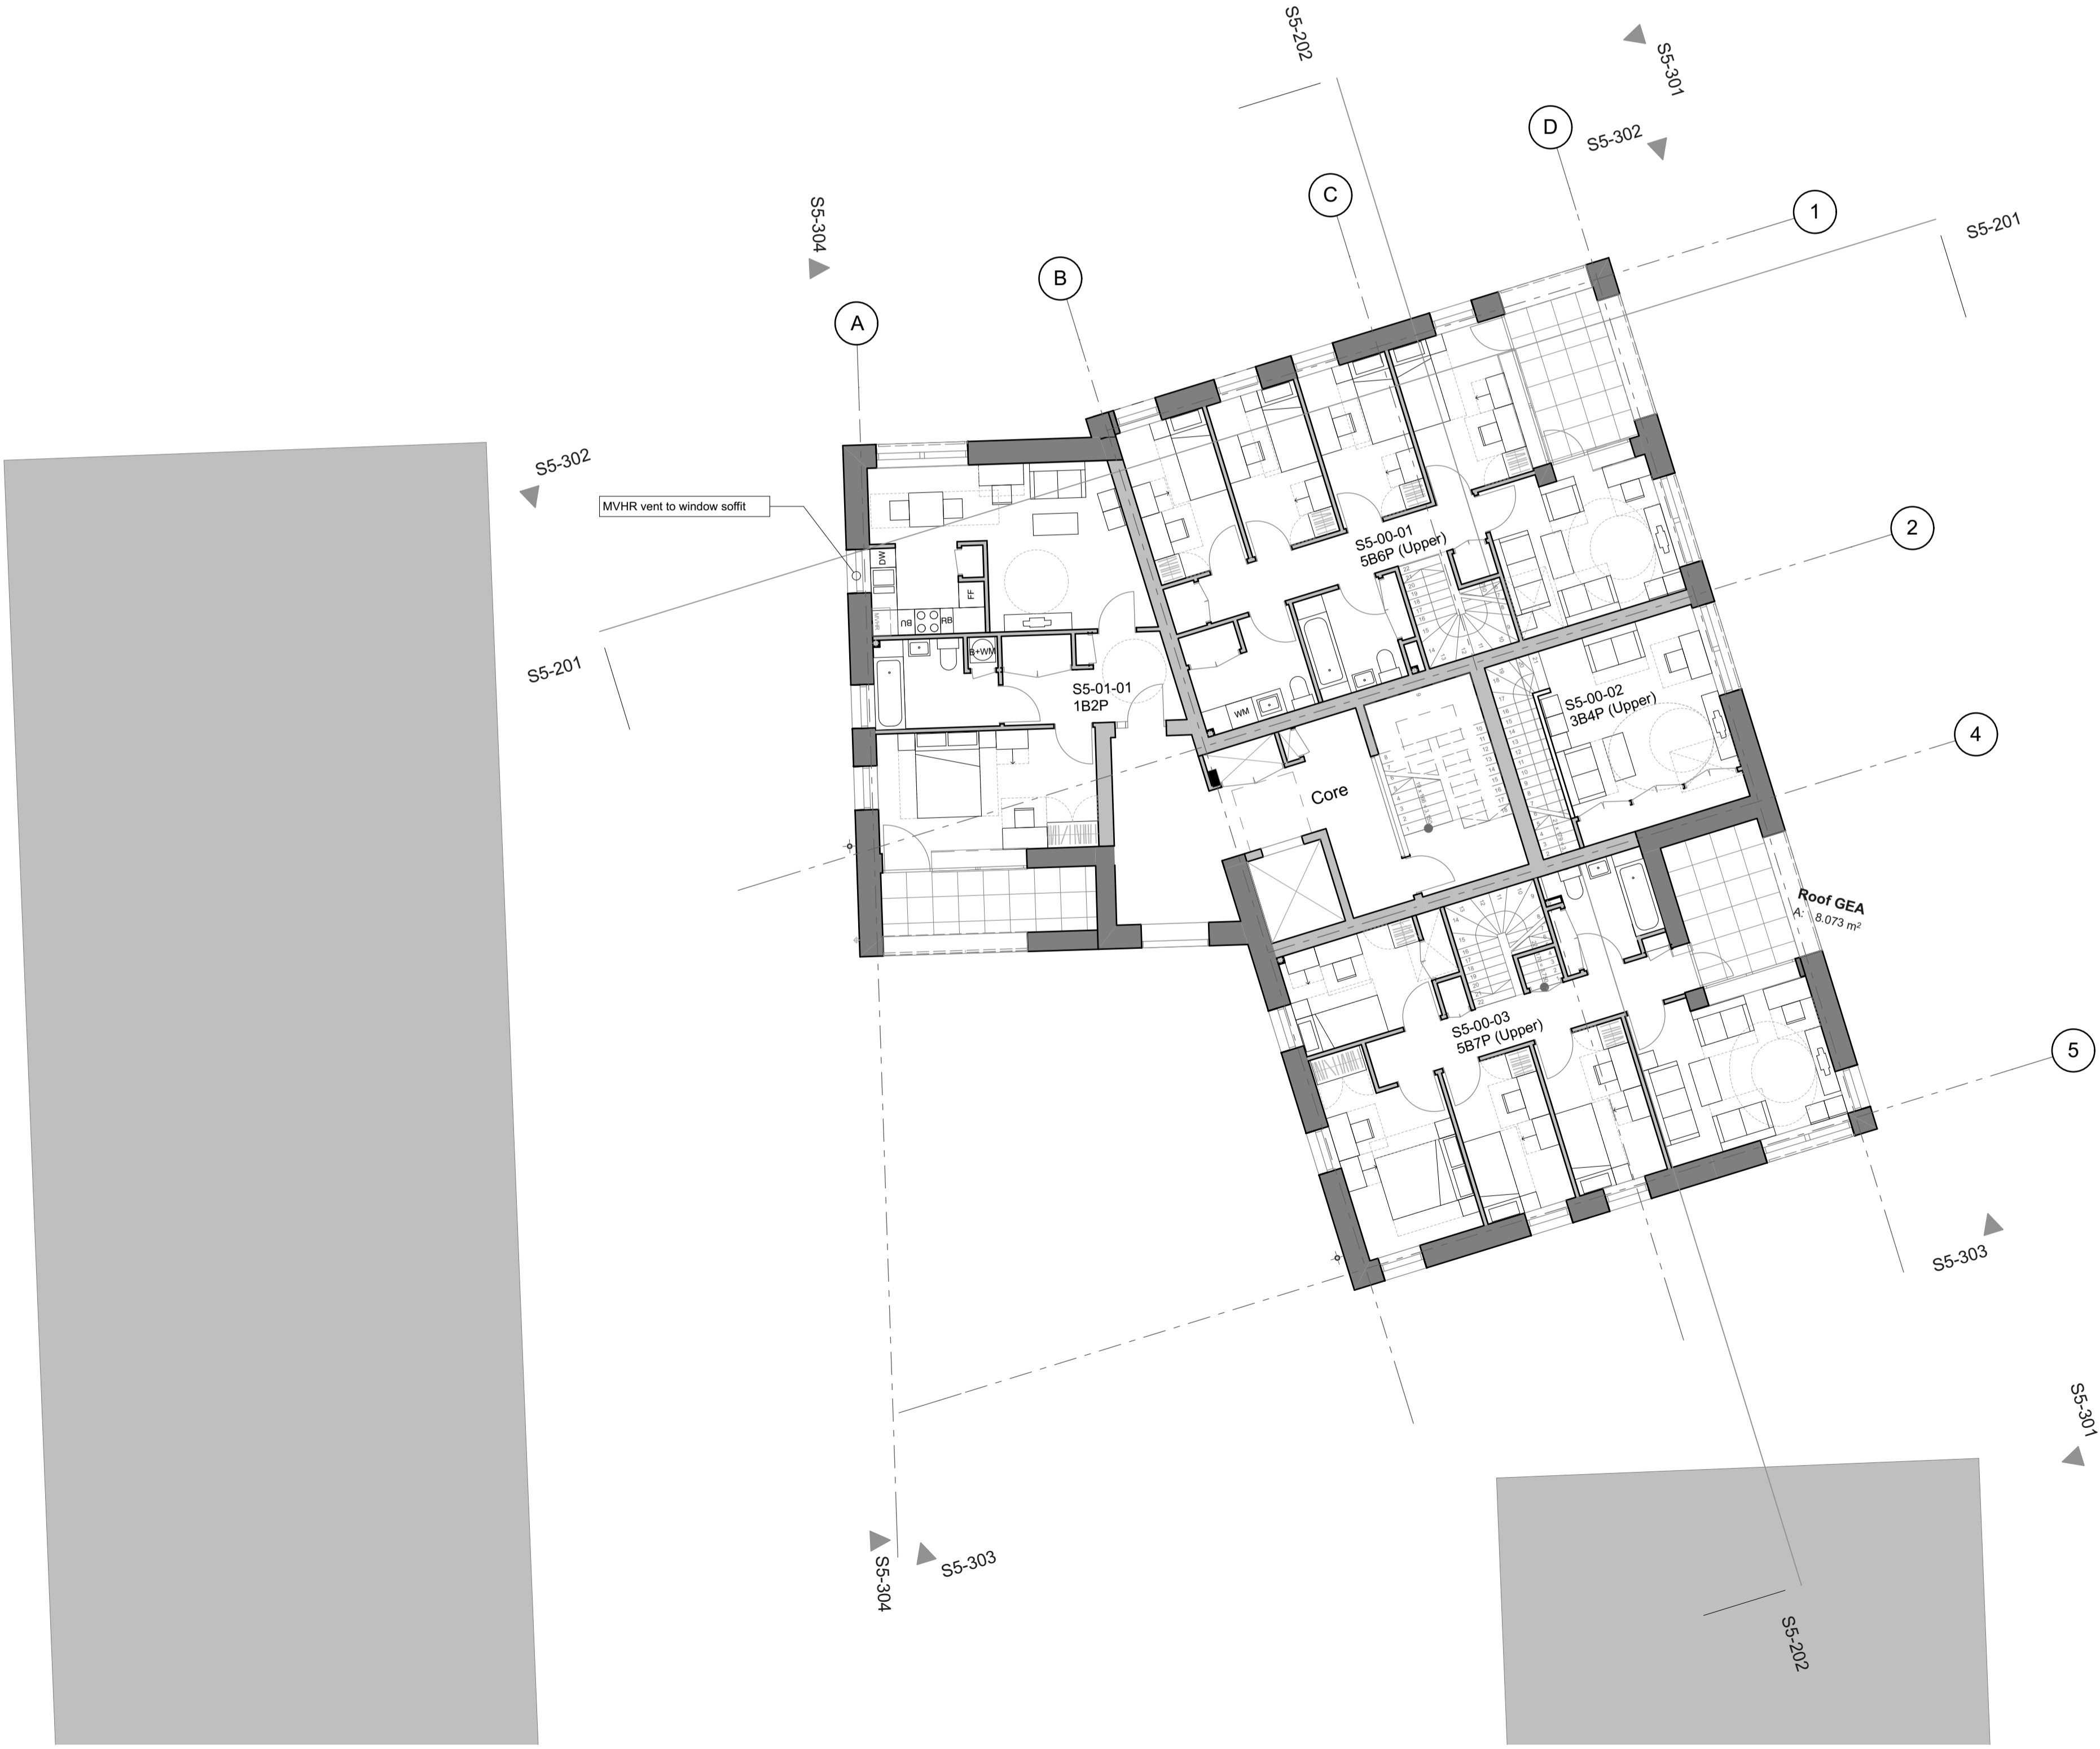 S5-202
S5-301
D
S5-302
C
1
S5-201
S5-304
B
A
S5-302
MVHR vent to window soffit
2
S5-00-01
5B6P (Upper)
DW
FF
BU
RB
MVHR
B+WM
S5-201
S5-01-01
1B2P
WM
S5-00-02
3B4P (Upper)
4
Core
Roof GEA
A: 8.073 m²
S5-00-03
5B7P (Upper)
5
S5-303
S5-301
S5-304
S5-303
S5-202